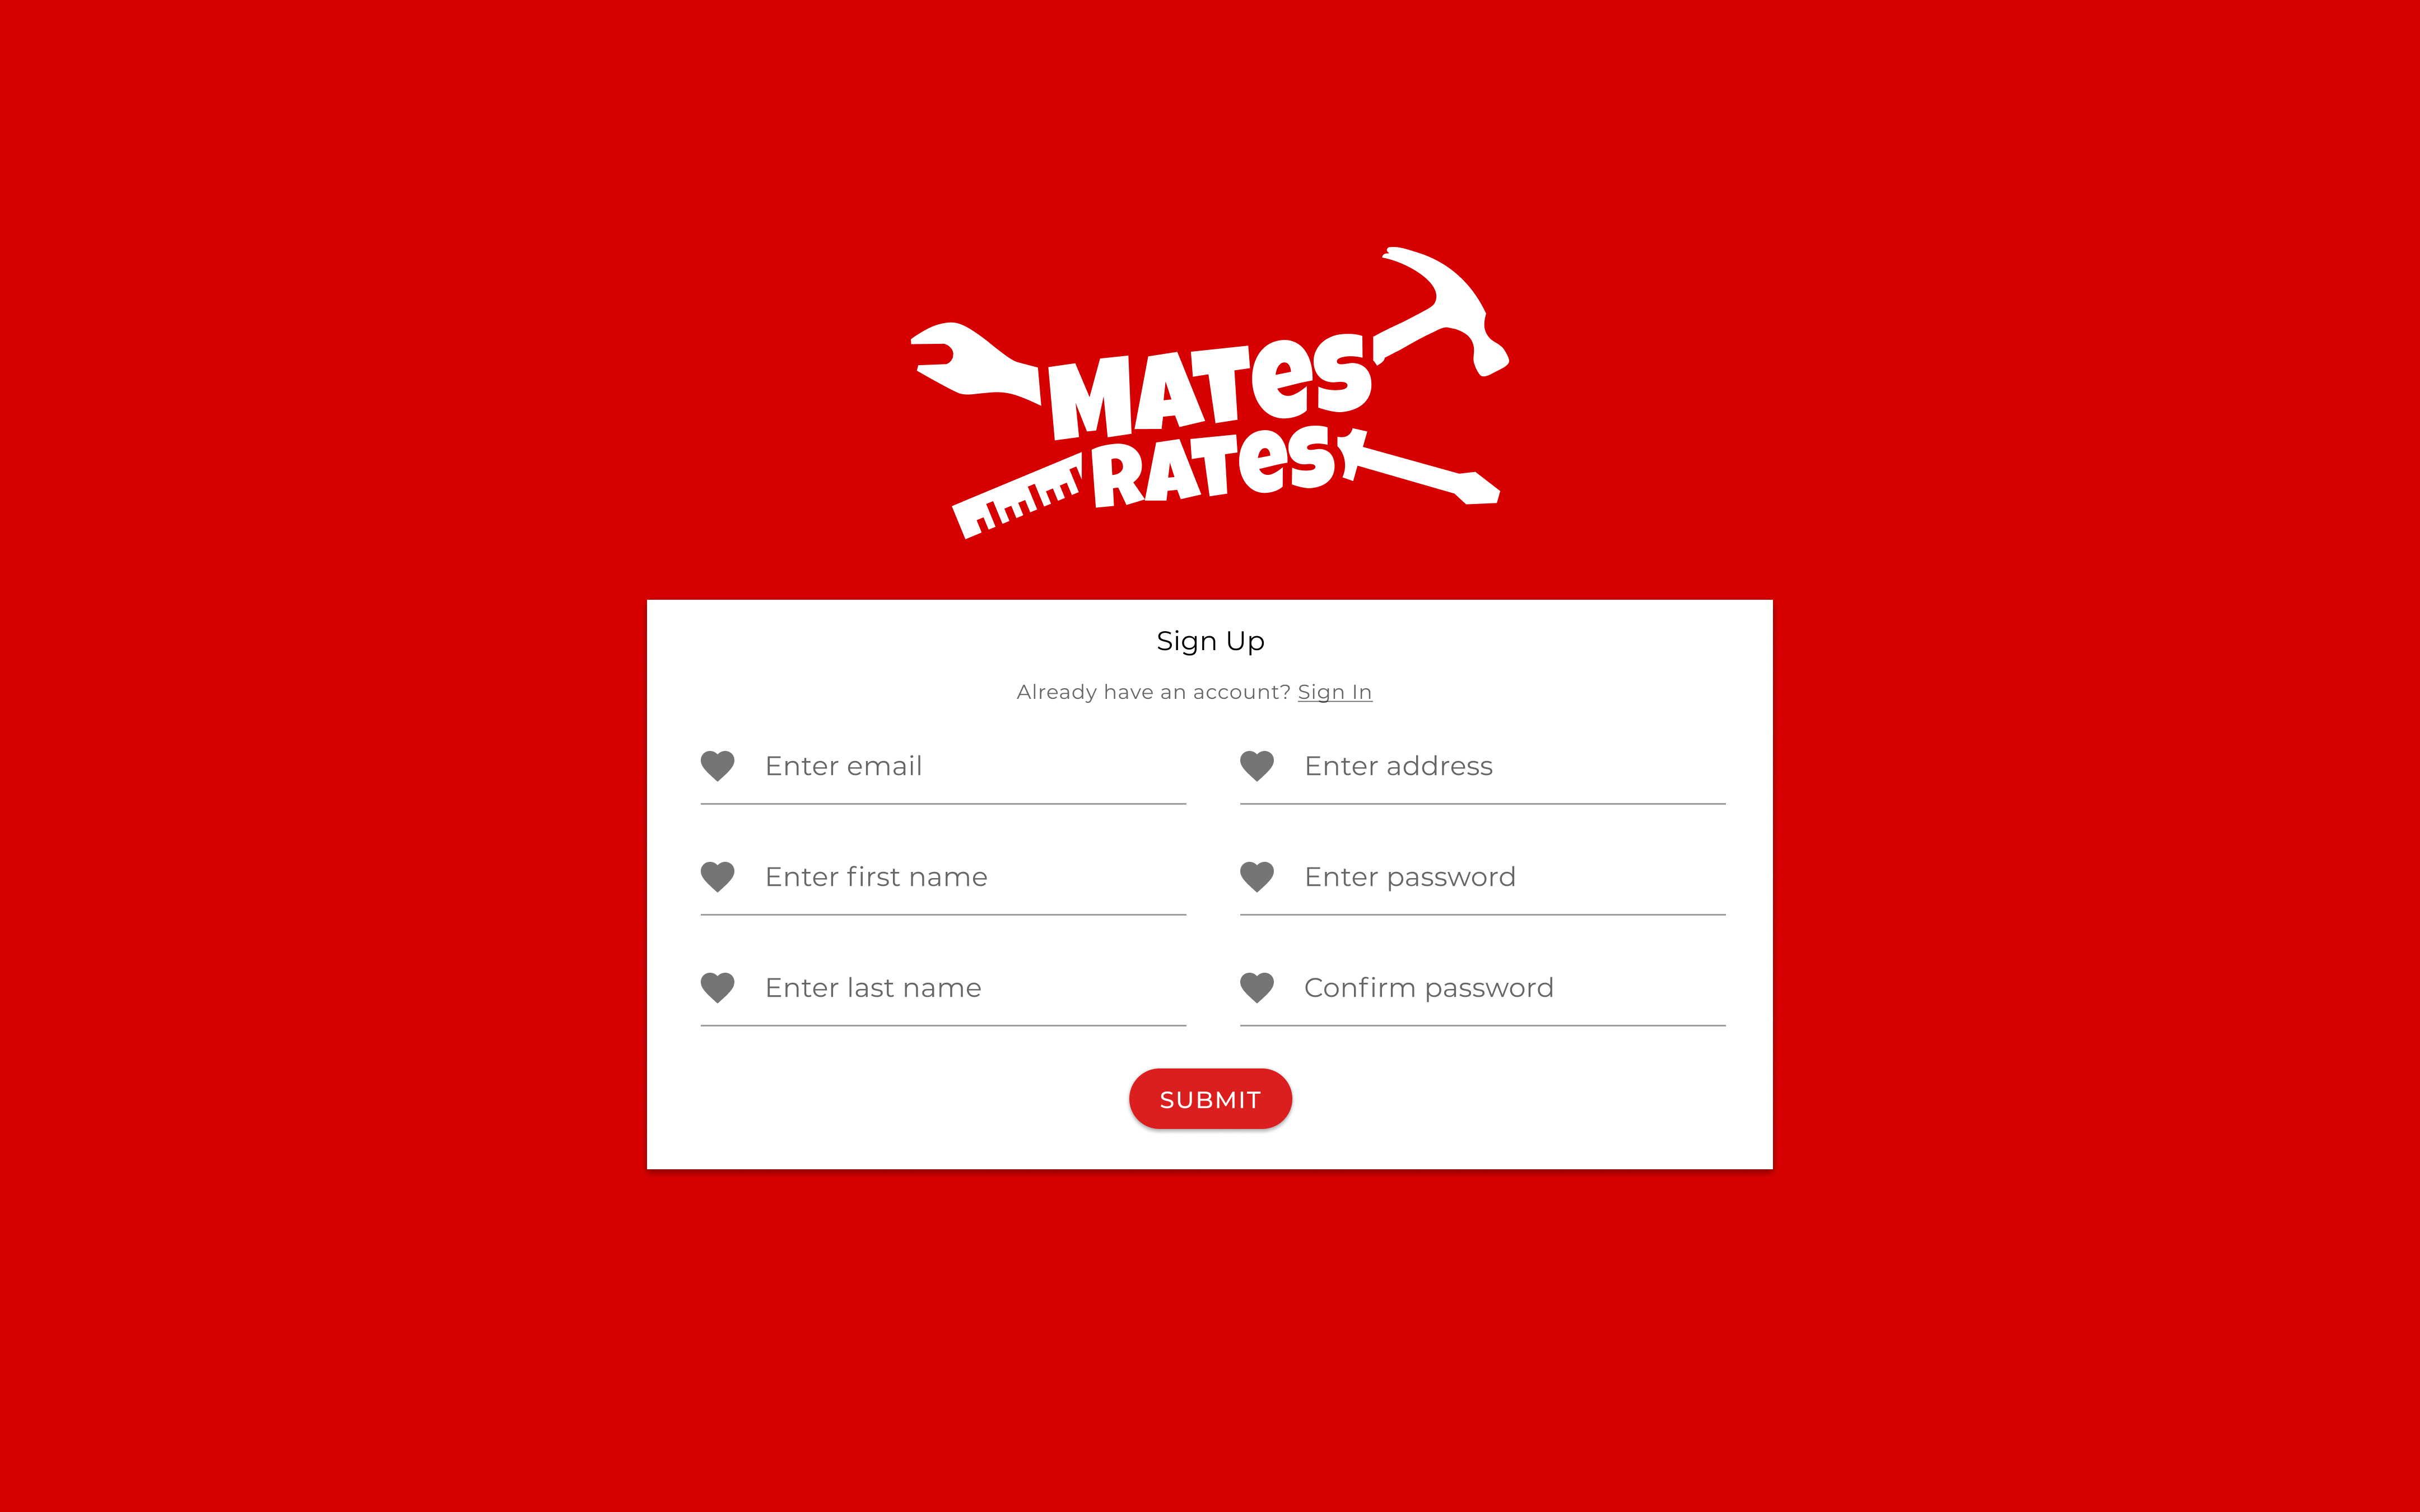 MATES
RATES
Sign Up
Already have an account? Sign In
Enter email
Enter address
Enter first name
Enter password
Enter last name
Confirm password
SUBMIT